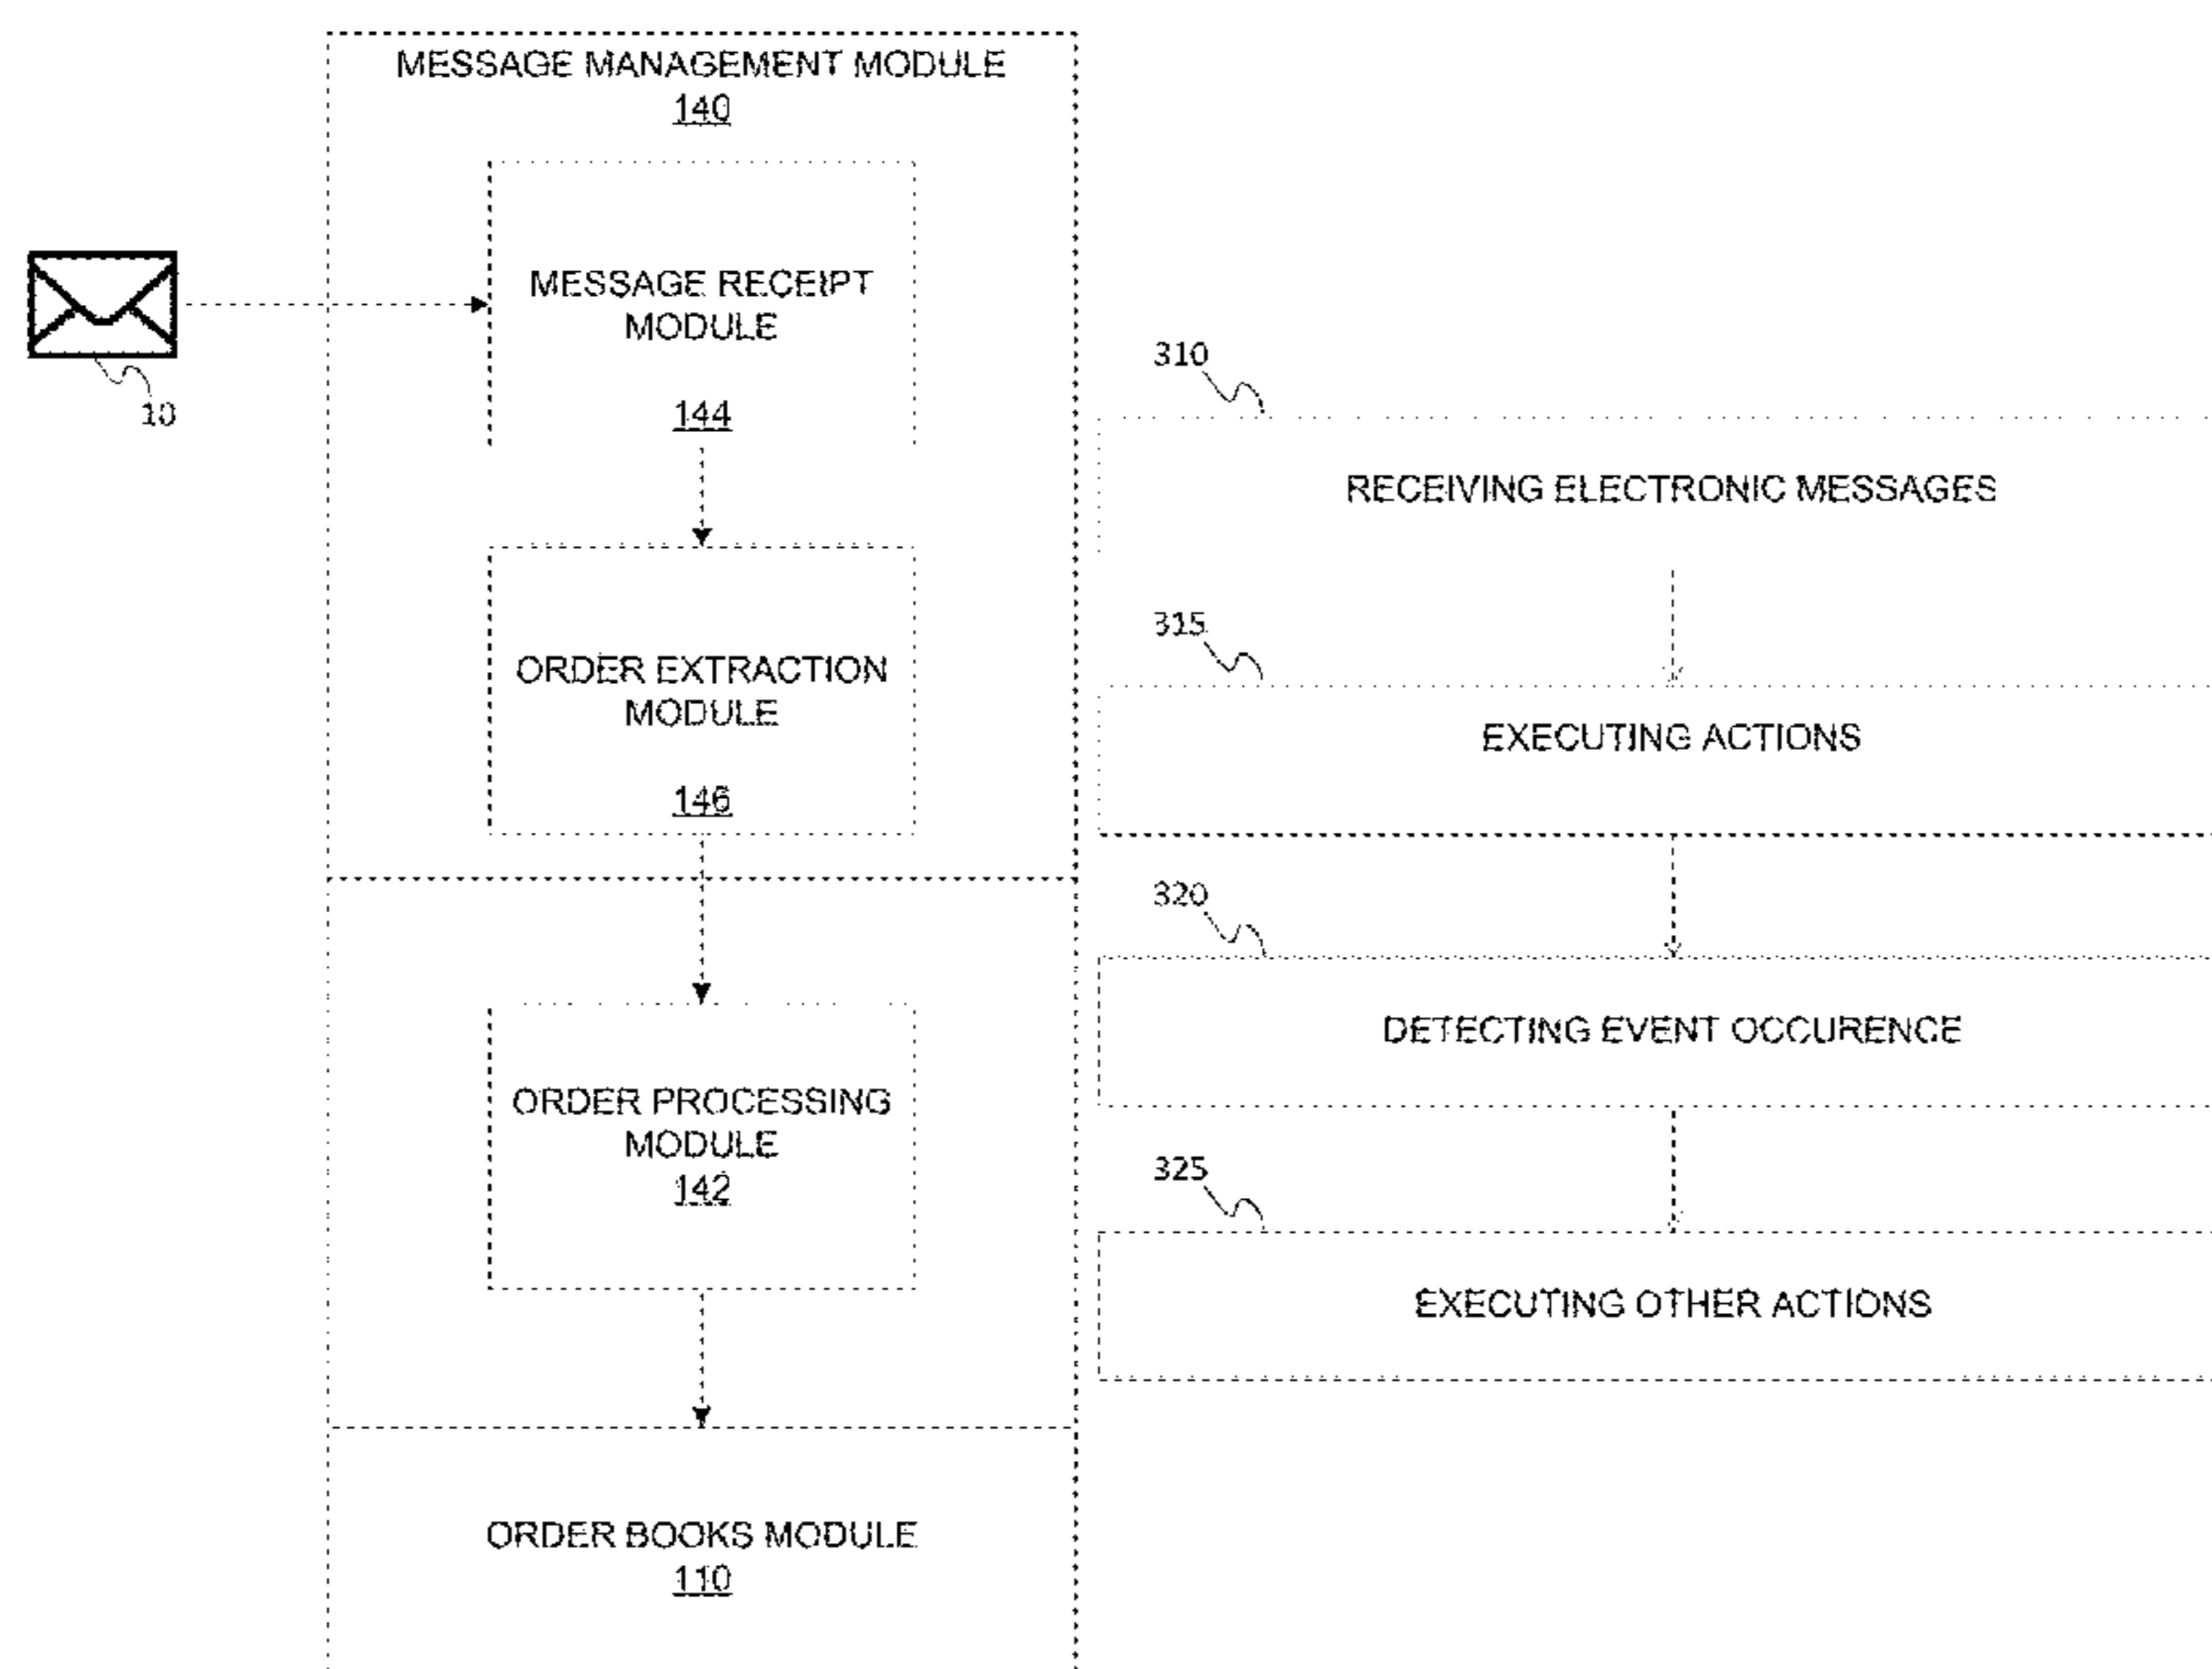 MESSAGE MANAGEMENT MODULE
140
MESSAGE RECEIPT
MODULE
144
10
ORDER EXTRACTION
MODULE
146
ORDER PROCESSING
MODULE
142
ORDER BOOKS MODULE
110
310
RECEIVING ELECTRONIC MESSAGES
315
EXECUTING ACTIONS
320
DETECTING EVENT OCCURENCE
325
EXECUTING OTHER ACTIONS